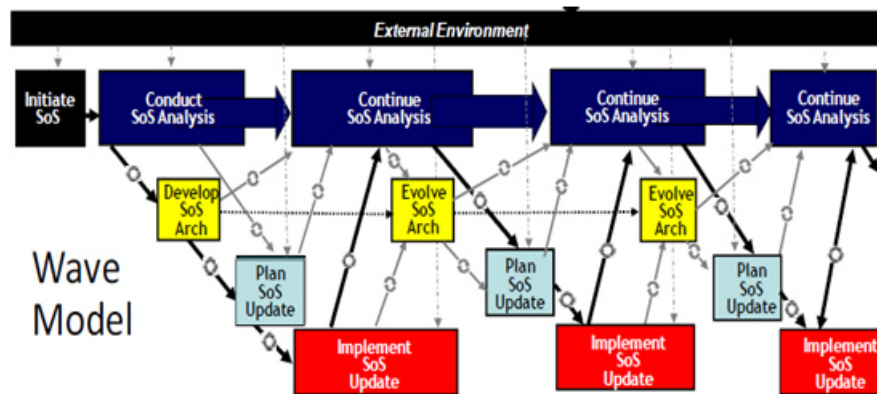 External Environment
Initiate
SoS
Conduct
SoS Analysis
Continue
SoS Analysis
Continue
SoS Analysis
Continue
SoS Analysis
Develop
SoS
Arch
Evolve
SoS
Arch
Evolve
SoS
Arch
Plan
SoS
Update
Plan
SoS
Update
Plan
SoS
Update
Implement
SoS
Update
Implement
SoS
Update
Implement
SoS
Update
Wave
Model